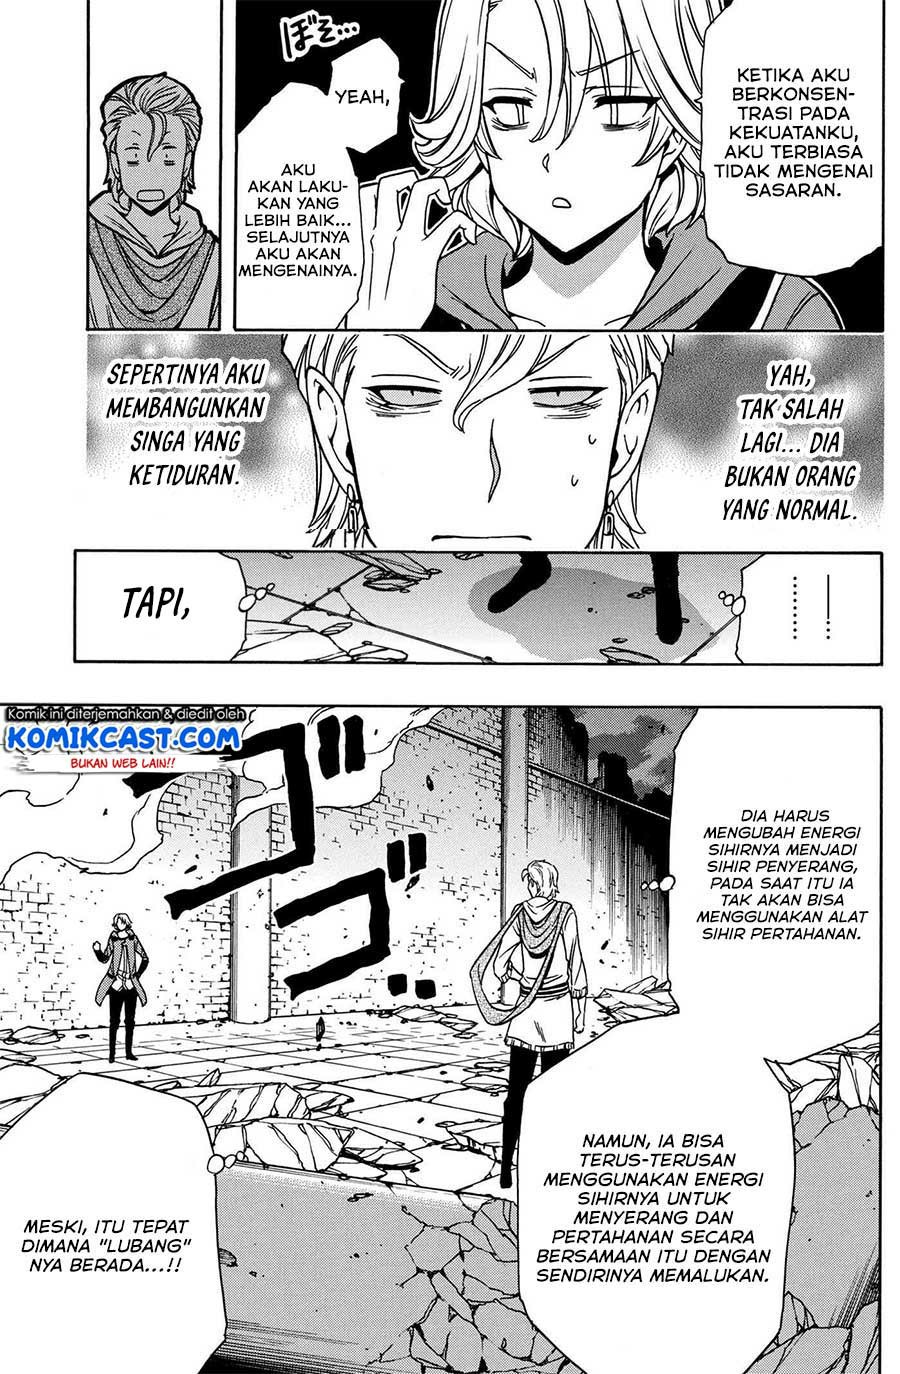 KETIKA AKU
BERKONSEN-
TRASI PADA
KEKUATANKU,
AKU TERBIASA
TIDAK MENGENAI
SASARAN.
ぼそ…
YEAH,
AKU
AKAN LAKU-
KAN YANG
LEBIH BAIK...
SELAJUTNYA
AKU AKAN
MENGENAINYA.
YAH,
TAK SALAH
LAGI... DIA
BUKAN ORANG
YANG NORMAL.
SEPERTINYA AKU
MEMBANGUNKAN
SINGA YANG
KETIDURAN.
——……
TAPI,
Komik ini diterjemahkan & diedit oleh
KOMIKCAST.COM
BUKAN WEB LAIN!!
ゴゴ
DIA HARUS
MENGUBAH ENERGI
SIHIRNYA MENJADI
SIHIR PENYERANG,
PADA SAAT ITU IA
TAK AKAN BISA
MENGGUNAKAN ALAT
SIHIR PERTAHANAN.
NAMUN, IA BISA
TERUS-TERUSAN
MENGGUNAKAN ENERGI
SIHIRNYA UNTUK
MENYERANG DAN
PERTAHANAN SECARA
BERSAMAAN ITU DENGAN
SENDIRINYA MEMALUKAN.
MESKI, ITU TEPAT
DIMANA "LUBANG"
NYA BERADA...!!